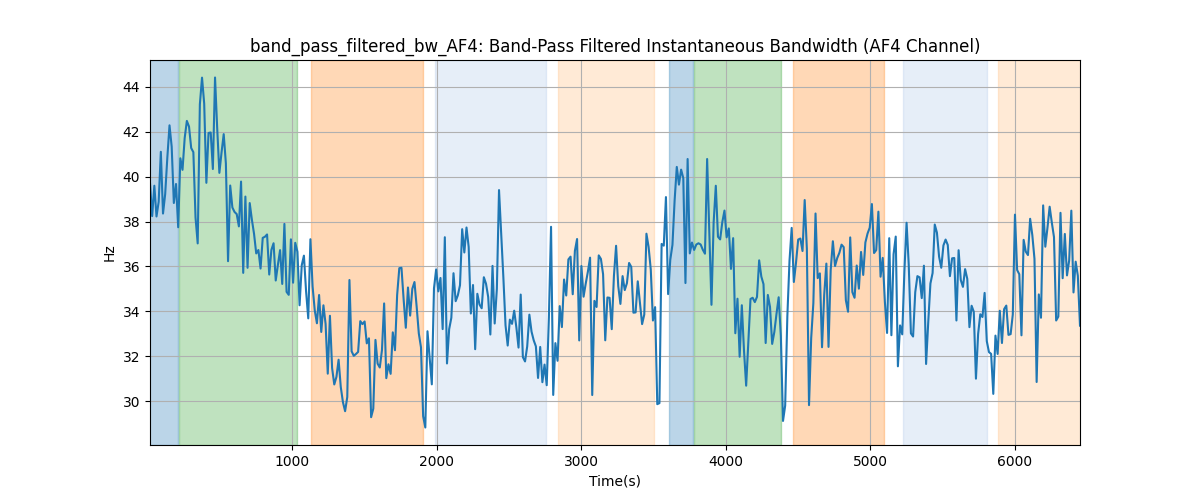 band_pass_filtered_bw_AF4: Band-Pass Filtered Instantaneous Bandwidth (AF4 Channel)
44
42
40
38
36
34
32
30
Hz
1000 2000 3000 4000 5000 6000
Time(s)